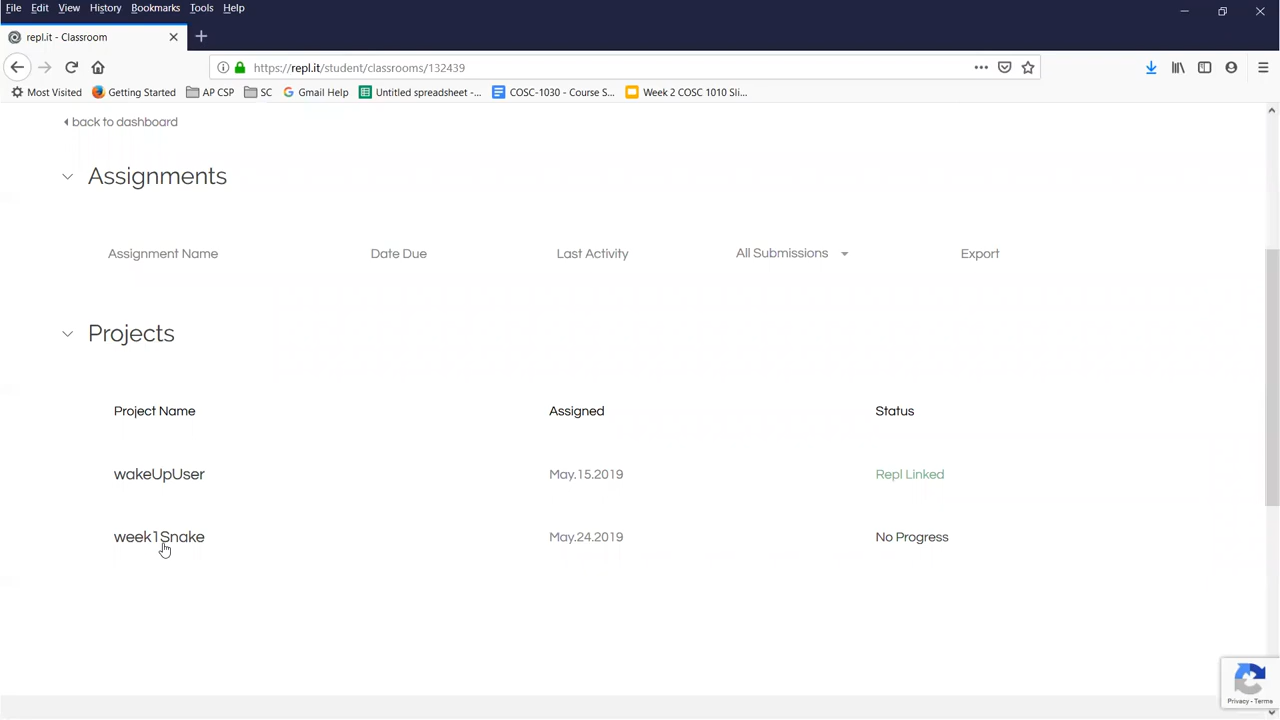 File Edit View History Bookmarks Tools Help
repl.it - Classroom
https://repl.it/student/classrooms/132439
Most Visited Getting Started AP CSP SC Gmail Help Untitled spreadsheet -... COSC-1030 - Course S... Week 2 COSC 1010 Sli...
back to dashboard
Assignments
Assignment Name Date Due Last Activity All Submissions Export
Projects
Project Name Assigned Status
wakeUpUser May.15.2019 Repl Linked
week1Snake May.24.2019 No Progress
Privacy - Terms